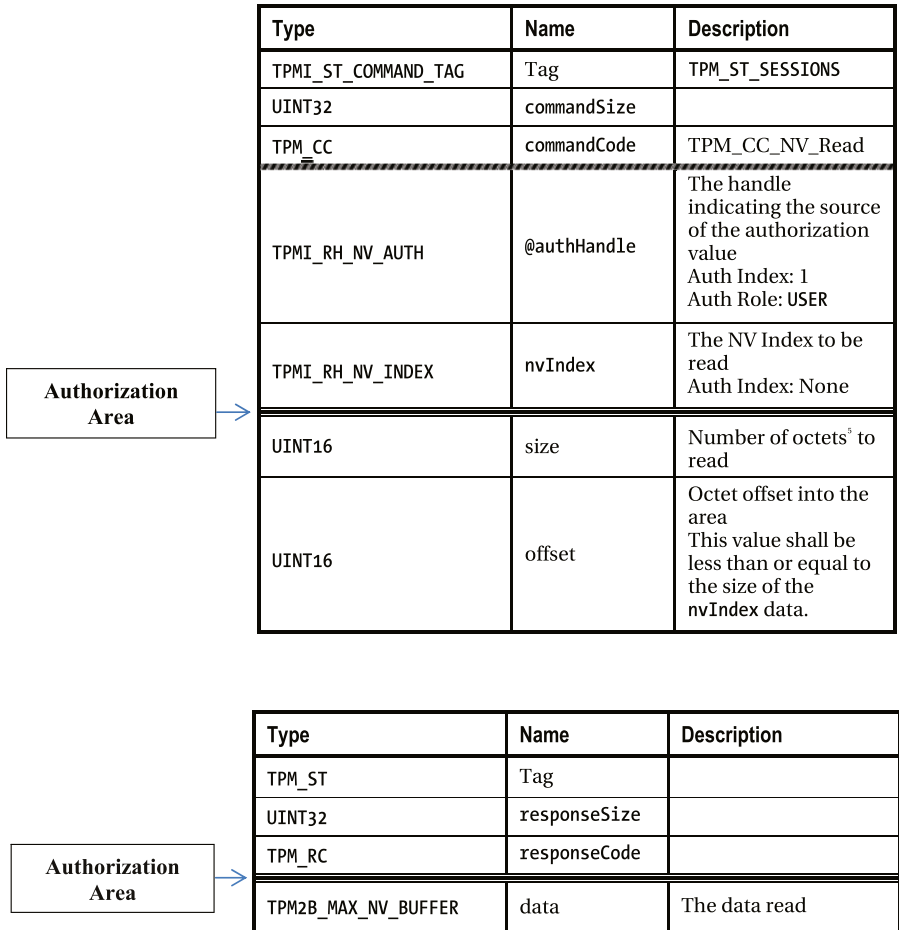 Type Name Description
TPMI_ST_COMMAND_TAG Tag TPM_ST_SESSIONS
UINT32 commandSize
TPM_CC commandCode TPM_CC_NV_Read
TPMI_RH_NV_AUTH @authHandle The handle
indicating the source
of the authorization
value
Auth Index: 1
Auth Role: USER
TPMI_RH_NV_INDEX nvIndex The NV Index to be
read
Auth Index: None
Authorization
Area
UINT16 size Number of octets⁵ to
read
UINT16 offset Octet offset into the
area
This value shall be
less than or equal to
the size of the
nvIndex data.
Type Name Description
TPM_ST Tag
UINT32 responseSize
TPM_RC responseCode
Authorization
Area
TPM2B_MAX_NV_BUFFER data The data read